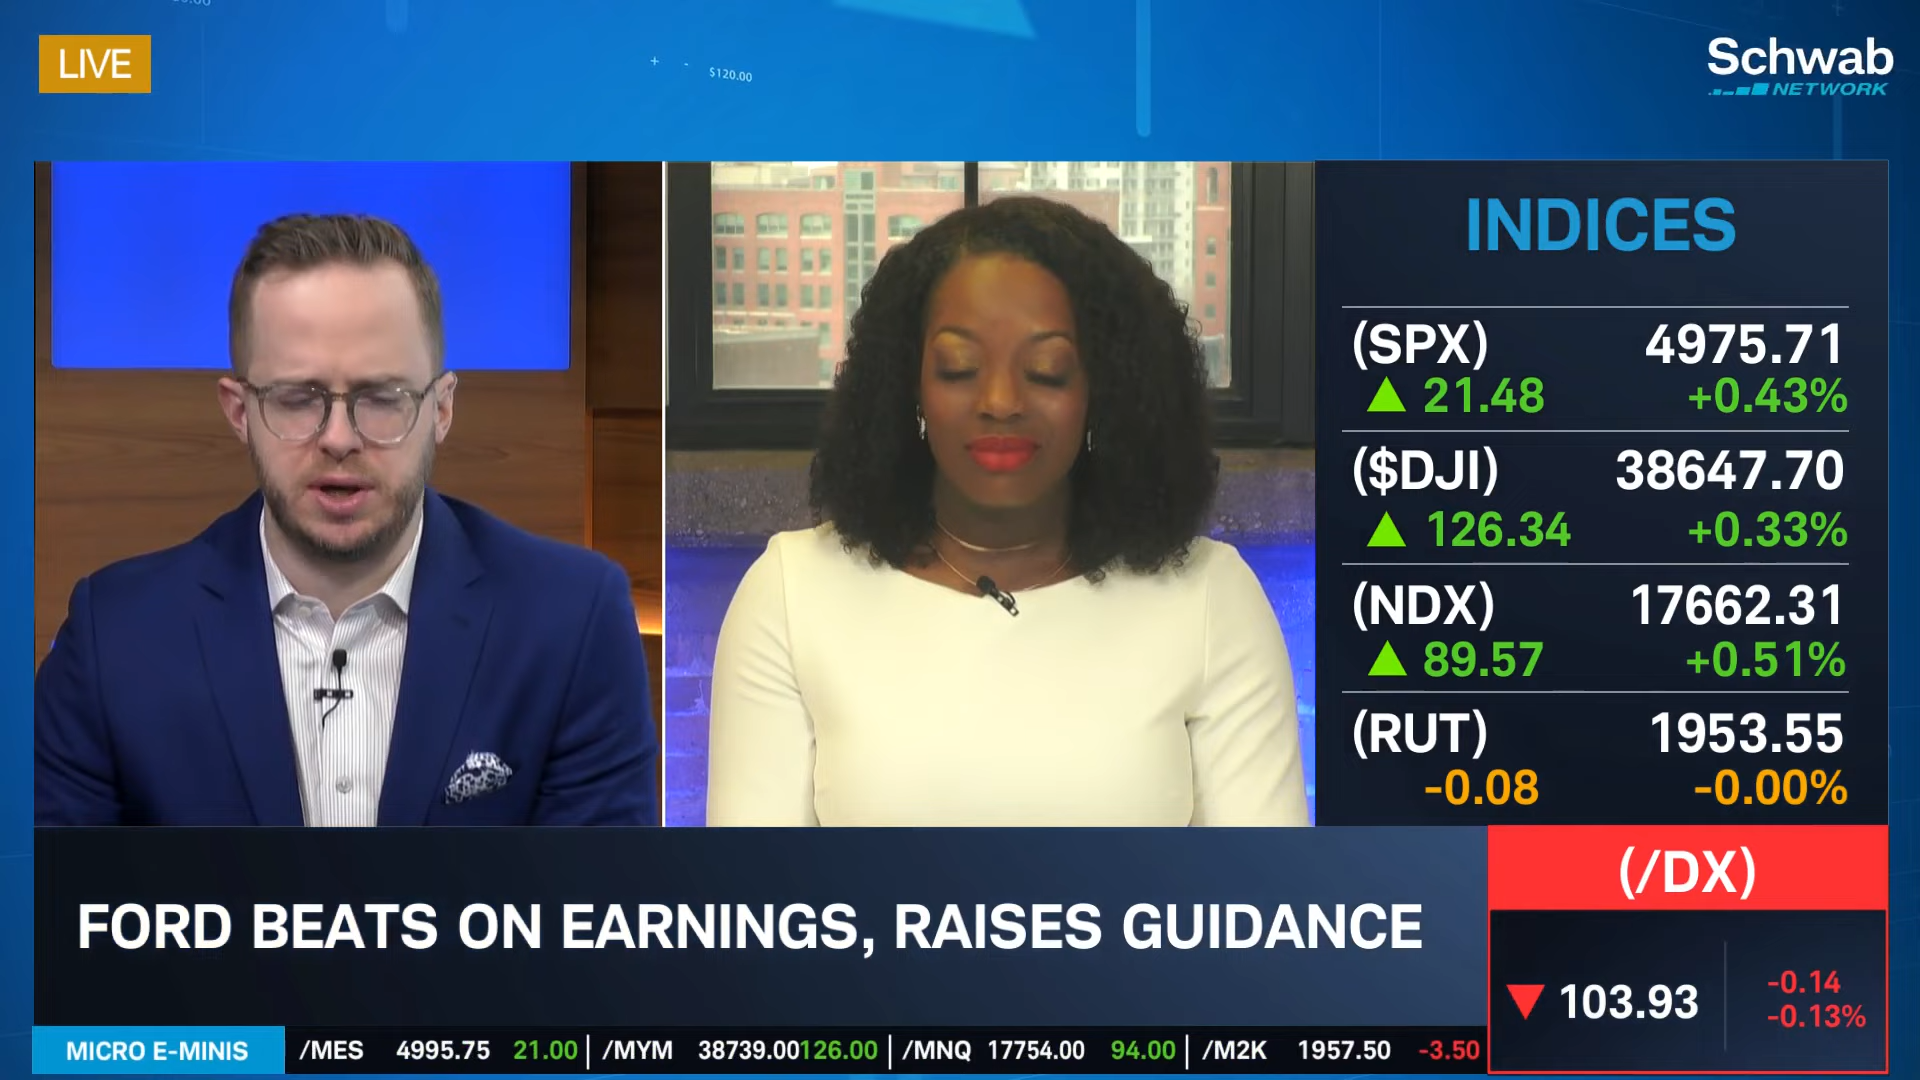 LIVE
$120.00
Schwab
NETWORK
INDICES
(SPX) 4975.71
▲ 21.48 +0.43%
($DJI) 38647.70
▲ 126.34 +0.33%
(NDX) 17662.31
▲ 89.57 +0.51%
(RUT) 1953.55
-0.08 -0.00%
FORD BEATS ON EARNINGS, RAISES GUIDANCE
(/DX)
▼ 103.93 -0.14
-0.13%
MICRO E-MINIS /MES 4995.75 21.00 | /MYM 38739.00 126.00 | /MNQ 17754.00 94.00 | /M2K 1957.50 -3.50